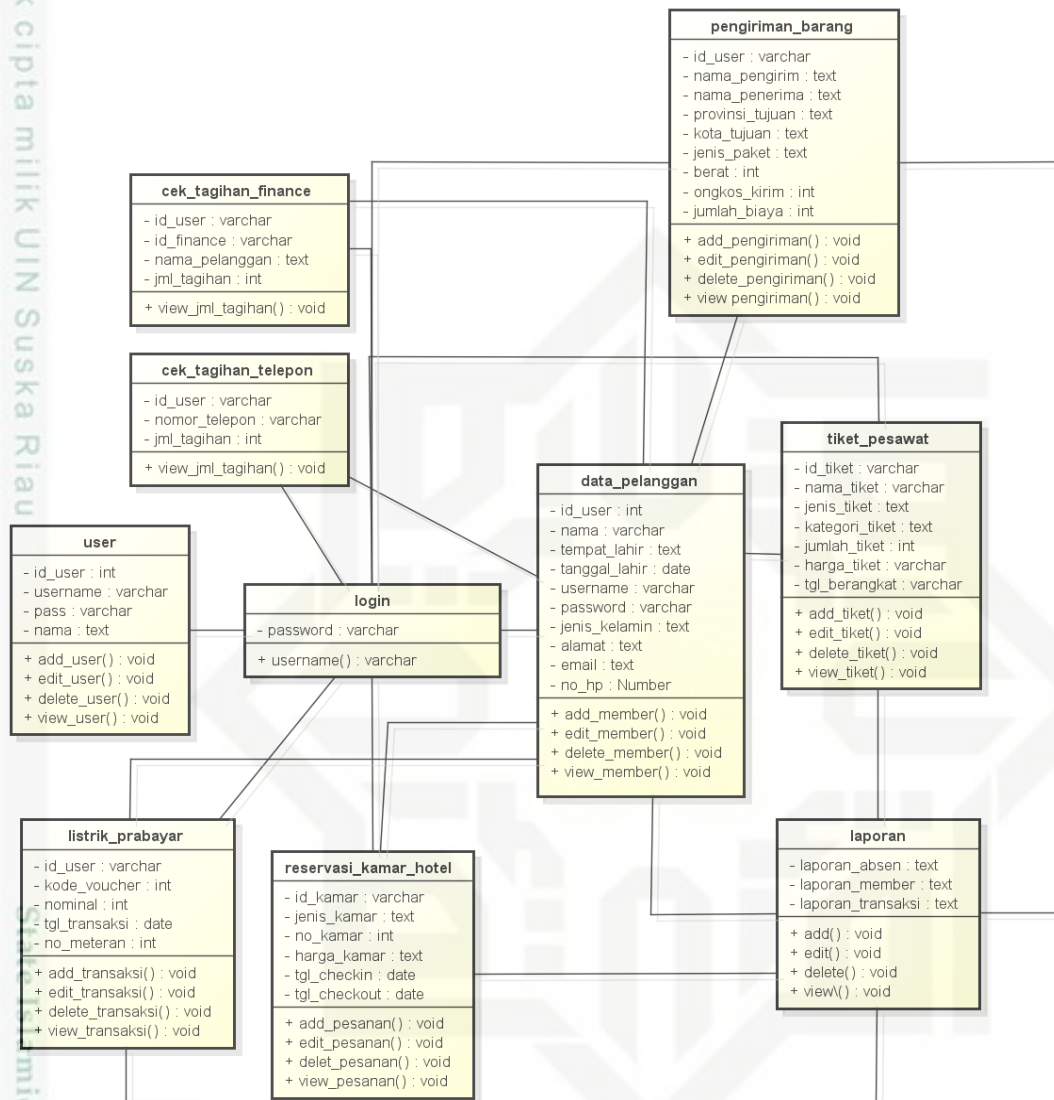 k cipta milik UIN Suska Riau
State Islamic
pengiriman_barang
- id_user : varchar
- nama_pengirim : text
- nama_penerima : text
- provinsi_tujuan : text
- kota_tujuan : text
- jenis_paket : text
- berat : int
- ongkos_kirim : int
- jumlah_biaya : int
+ add_pengiriman() : void
+ edit_pengiriman() : void
+ delete_pengiriman() : void
+ view pengiriman() : void
cek_tagihan_finance
- id_user : varchar
- id_finance : varchar
- nama_pelanggan : text
- jml_tagihan : int
+ view_jml_tagihan() : void
cek_tagihan_telepon
- id_user : varchar
- nomor_telepon : varchar
- jml_tagihan : int
+ view_jml_tagihan() : void
tiket_pesawat
- id_tiket : varchar
- nama_tiket : varchar
- jenis_tiket : text
- kategori_tiket : text
- jumlah_tiket : int
- harga_tiket : varchar
- tgl_berangkat : varchar
+ add_tiket() : void
+ edit_tiket() : void
+ delete_tiket() : void
+ view_tiket() : void
data_pelanggan
- id_user : int
- nama : varchar
- tempat_lahir : text
- tanggal_lahir : date
- username : varchar
- password : varchar
- jenis_kelamin : text
- alamat : text
- email : text
- no_hp : Number
+ add_member() : void
+ edit_member() : void
+ delete_member() : void
+ view_member() : void
user
- id_user : int
- username : varchar
- pass : varchar
- nama : text
+ add_user() : void
+ edit_user() : void
+ delete_user() : void
+ view_user() : void
login
- password : varchar
+ username() : varchar
listrik_prabayar
- id_user : varchar
- kode_voucher : int
- nominal : int
- tgl_transaksi : date
- no_meteran : int
+ add_transaksi() : void
+ edit_transaksi() : void
+ delete_transaksi() : void
+ view_transaksi() : void
reservasi_kamar_hotel
- id_kamar : varchar
- jenis_kamar : text
- no_kamar : int
- harga_kamar : text
- tgl_checkin : date
- tgl_checkout : date
+ add_pesanan() : void
+ edit_pesanan() : void
+ delet_pesanan() : void
+ view_pesanan() : void
laporan
- laporan_absen : text
- laporan_member : text
- laporan_transaksi : text
+ add() : void
+ edit() : void
+ delete() : void
+ view\() : void